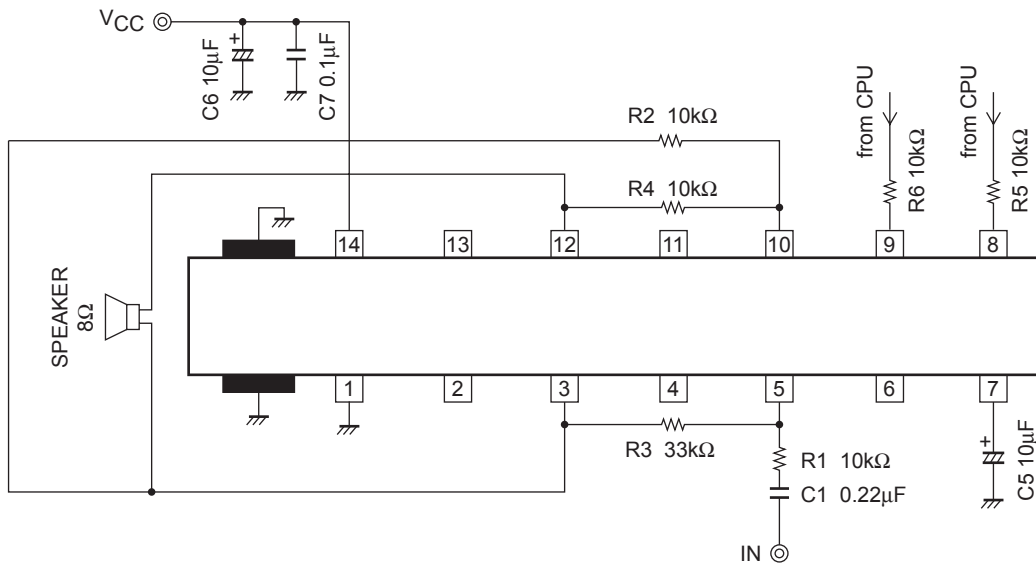 VCC
+
C6 10μF
C7 0.1μF
R2 10kΩ
R4 10kΩ
from CPU
R6 10kΩ
from CPU
R5 10kΩ
14 13 12 11 10 9 8
SPEAKER
8Ω
1 2 3 4 5 6 7
R3 33kΩ
R1 10kΩ
C1 0.22μF
+
C5 10μF
IN